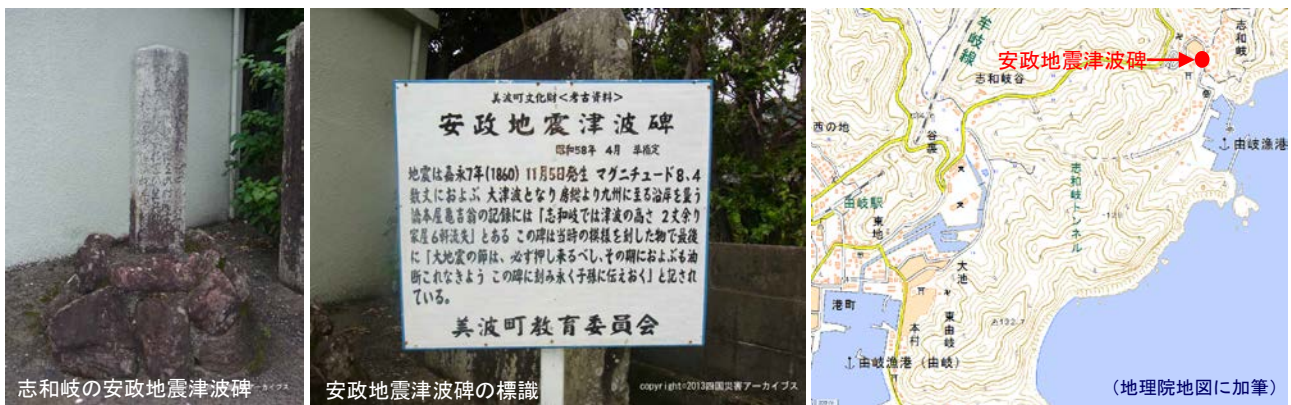 志和岐の安政地震津波碑
美波町文化財<考古資料>
安政地震津波碑
昭和58年 4月 準指定
地震は嘉永7年(1860) 11月5日発生 マグニチュード8、4
数丈におよぶ 大津波となり 房総より九州に至る沿岸を襲う
橋本屋亀吉翁の記録には「志和岐では津波の高さ 2丈余り
家屋6軒流失」とある この碑は当時の模様を刻した物で最後
に「大地震の節は、必ず押し来るべし、その期におよぶも油
断これなきよう この碑に刻み永く子孫に伝えおく」と記され
ている。
美波町教育委員会
安政地震津波碑の標識
copyright=2013四国災害アーカイブス
安政地震津波碑
牟岐線
志和岐谷
志和岐
西の地
谷裏
由岐漁港
志和岐トンネル
由岐駅
東地
大池
港町
本村
東由岐
132.7
由岐漁港(由岐)
(地理院地図に加筆)